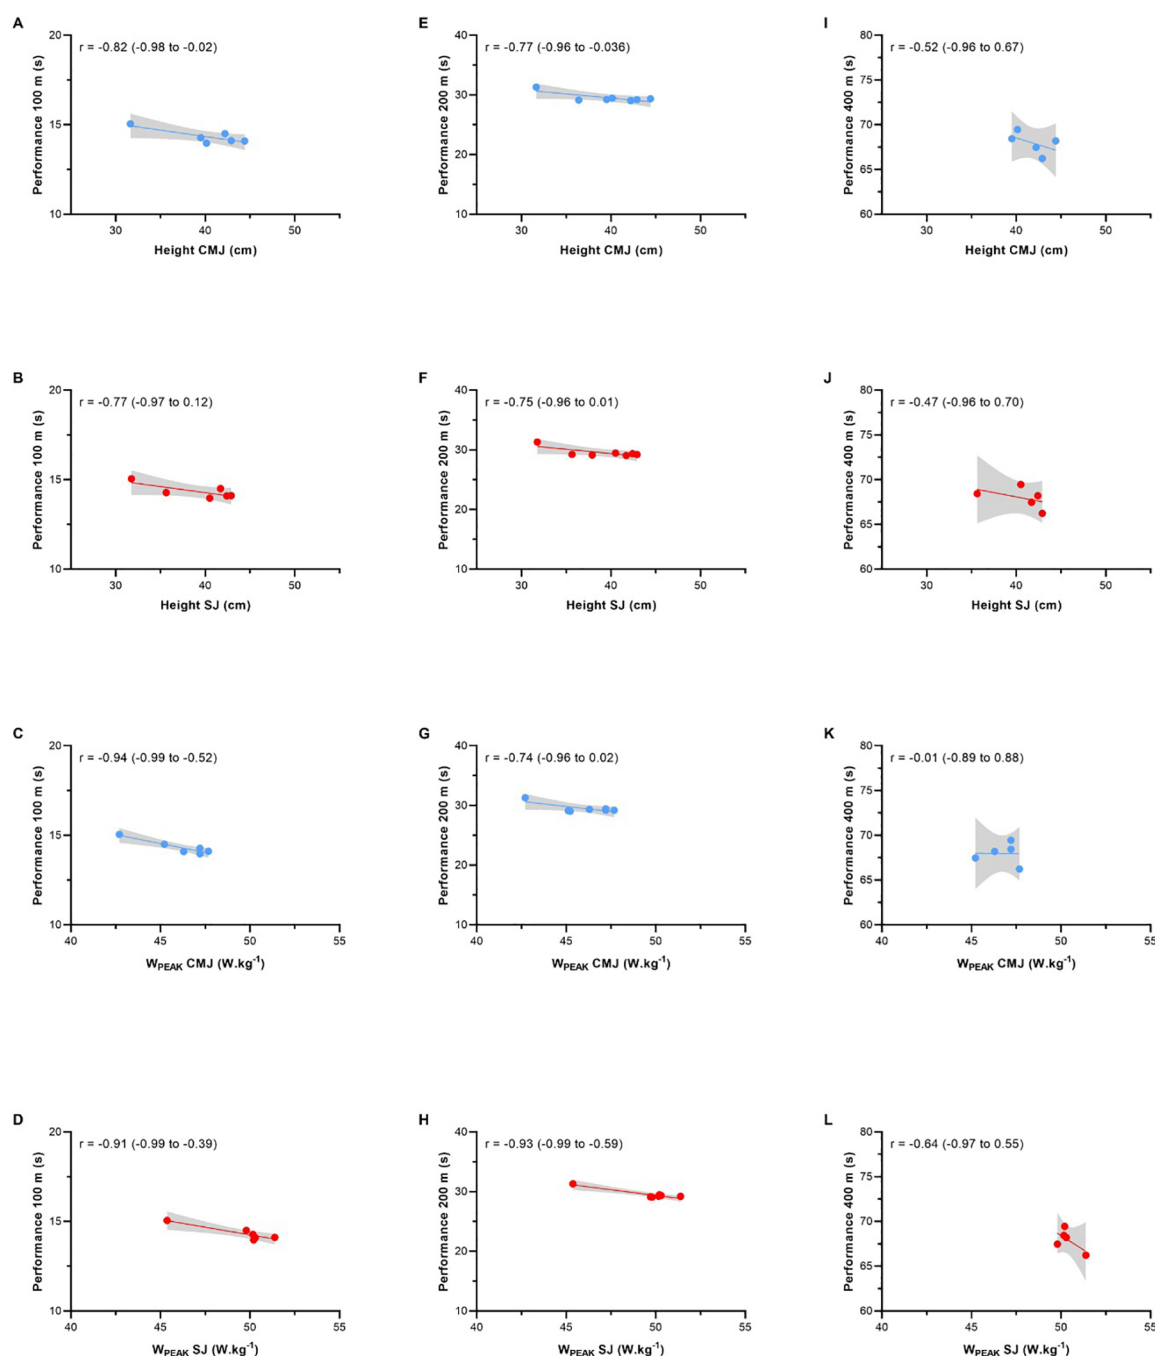 A
r = -0.82 (-0.98 to -0.02)
Performance 100 m (s)
20
15
10
30
40
50
Height CMJ (cm)
E
r = -0.77 (-0.96 to -0.036)
Performance 200 m (s)
40
30
20
10
30
40
50
Height CMJ (cm)
I
r = -0.52 (-0.96 to 0.67)
Performance 400 m (s)
80
75
70
65
60
30
40
50
Height CMJ (cm)
B
r = -0.77 (-0.97 to 0.12)
Performance 100 m (s)
20
15
10
30
40
50
Height SJ (cm)
F
r = -0.75 (-0.96 to 0.01)
Performance 200 m (s)
40
30
20
10
30
40
50
Height SJ (cm)
J
r = -0.47 (-0.96 to 0.70)
Performance 400 m (s)
80
75
70
65
60
30
40
50
Height SJ (cm)
C
r = -0.94 (-0.99 to -0.52)
Performance 100 m (s)
20
15
10
40
45
50
55
WPEAK CMJ (W.kg-1)
G
r = -0.74 (-0.96 to 0.02)
Performance 200 m (s)
40
30
20
10
40
45
50
55
WPEAK CMJ (W.kg-1)
K
r = -0.01 (-0.89 to 0.88)
Performance 400 m (s)
80
75
70
65
60
40
45
50
55
WPEAK CMJ (W.kg-1)
D
r = -0.91 (-0.99 to -0.39)
Performance 100 m (s)
20
15
10
40
45
50
55
WPEAK SJ (W.kg-1)
H
r = -0.93 (-0.99 to -0.59)
Performance 200 m (s)
40
30
20
10
40
45
50
55
WPEAK SJ (W.kg-1)
L
r = -0.64 (-0.97 to 0.55)
Performance 400 m (s)
80
75
70
65
60
40
45
50
55
WPEAK SJ (W.kg-1)